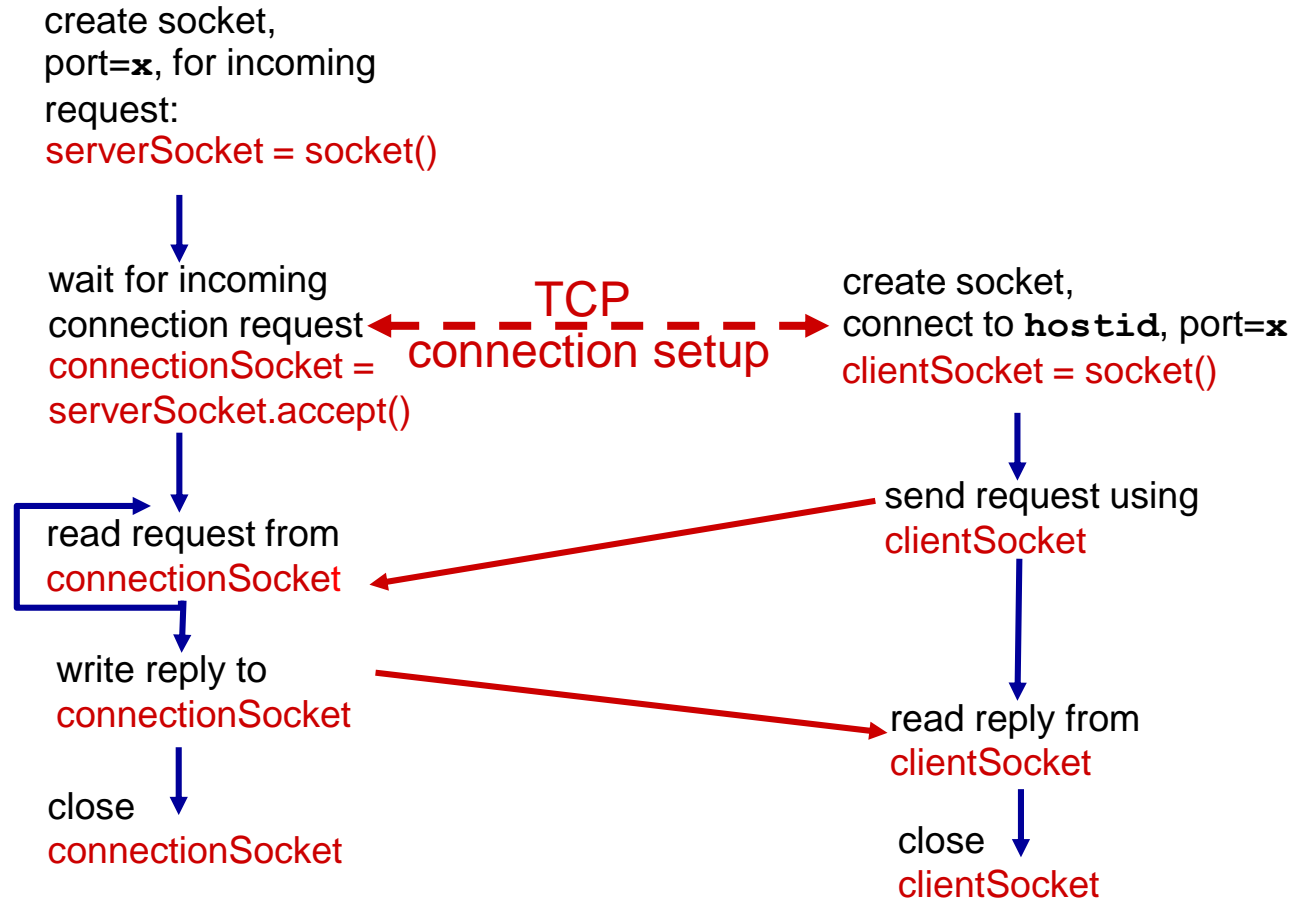 create socket,
port=x, for incoming
request:
serverSocket = socket()
wait for incoming
connection request
connectionSocket =
serverSocket.accept()
TCP
connection setup
create socket,
connect to hostid, port=x
clientSocket = socket()
read request from
connectionSocket
send request using
clientSocket
write reply to
connectionSocket
read reply from
clientSocket
close
connectionSocket
close
clientSocket